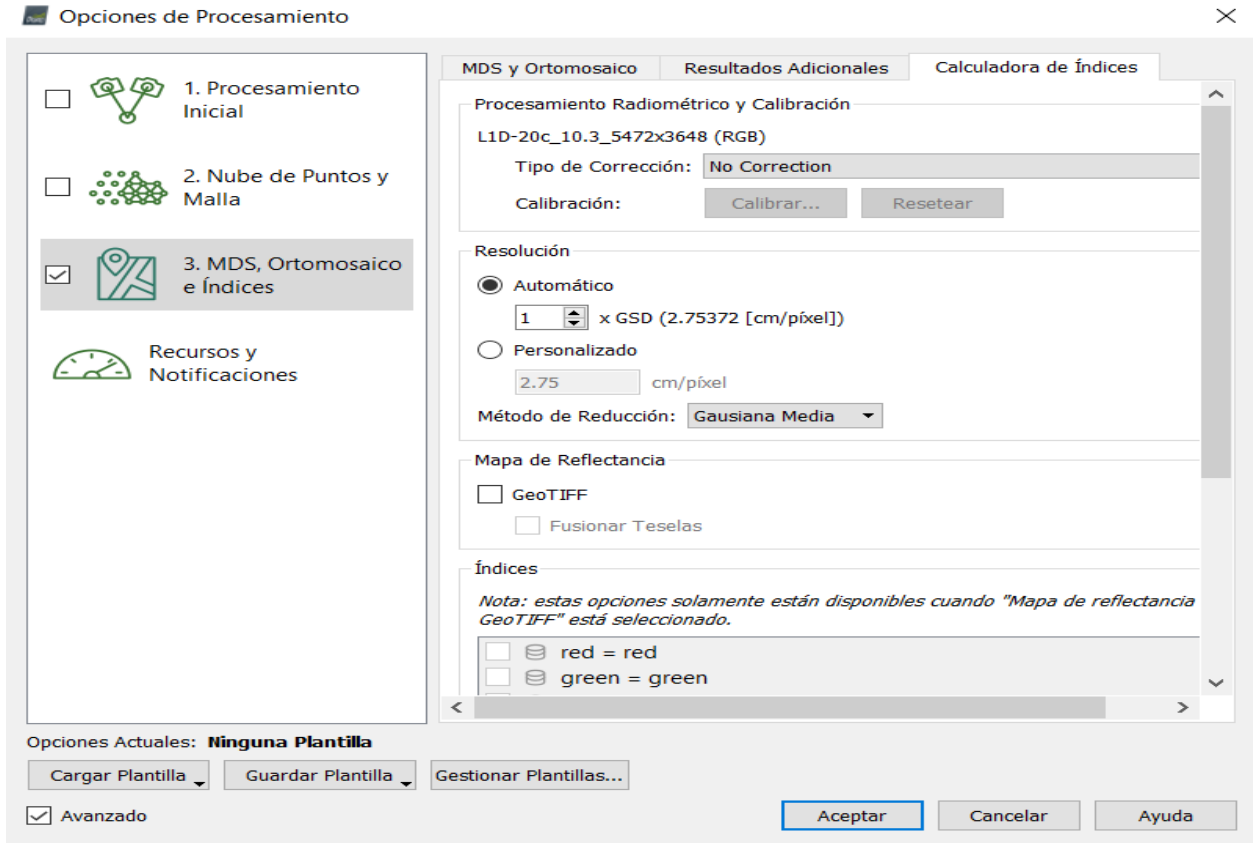 Opciones de Procesamiento
1. Procesamiento
Inicial
2. Nube de Puntos y
Malla
3. MDS, Ortomosaico
e Índices
Recursos y
Notificaciones
MDS y Ortomosaico
Resultados Adicionales
Calculadora de Índices
Procesamiento Radiométrico y Calibración
L1D-20c_10.3_5472x3648 (RGB)
Tipo de Corrección: No Correction
Calibración: Calibrar... Resetear
Resolución
Automático
1 x GSD (2.75372 [cm/píxel])
Personalizado
2.75 cm/píxel
Método de Reducción: Gausiana Media
Mapa de Reflectancia
GeoTIFF
Fusionar Teselas
Índices
Nota: estas opciones solamente están disponibles cuando "Mapa de reflectancia
GeoTIFF" está seleccionado.
red = red
green = green
Opciones Actuales: Ninguna Plantilla
Cargar Plantilla Guardar Plantilla Gestionar Plantillas...
Avanzado
Aceptar Cancelar Ayuda